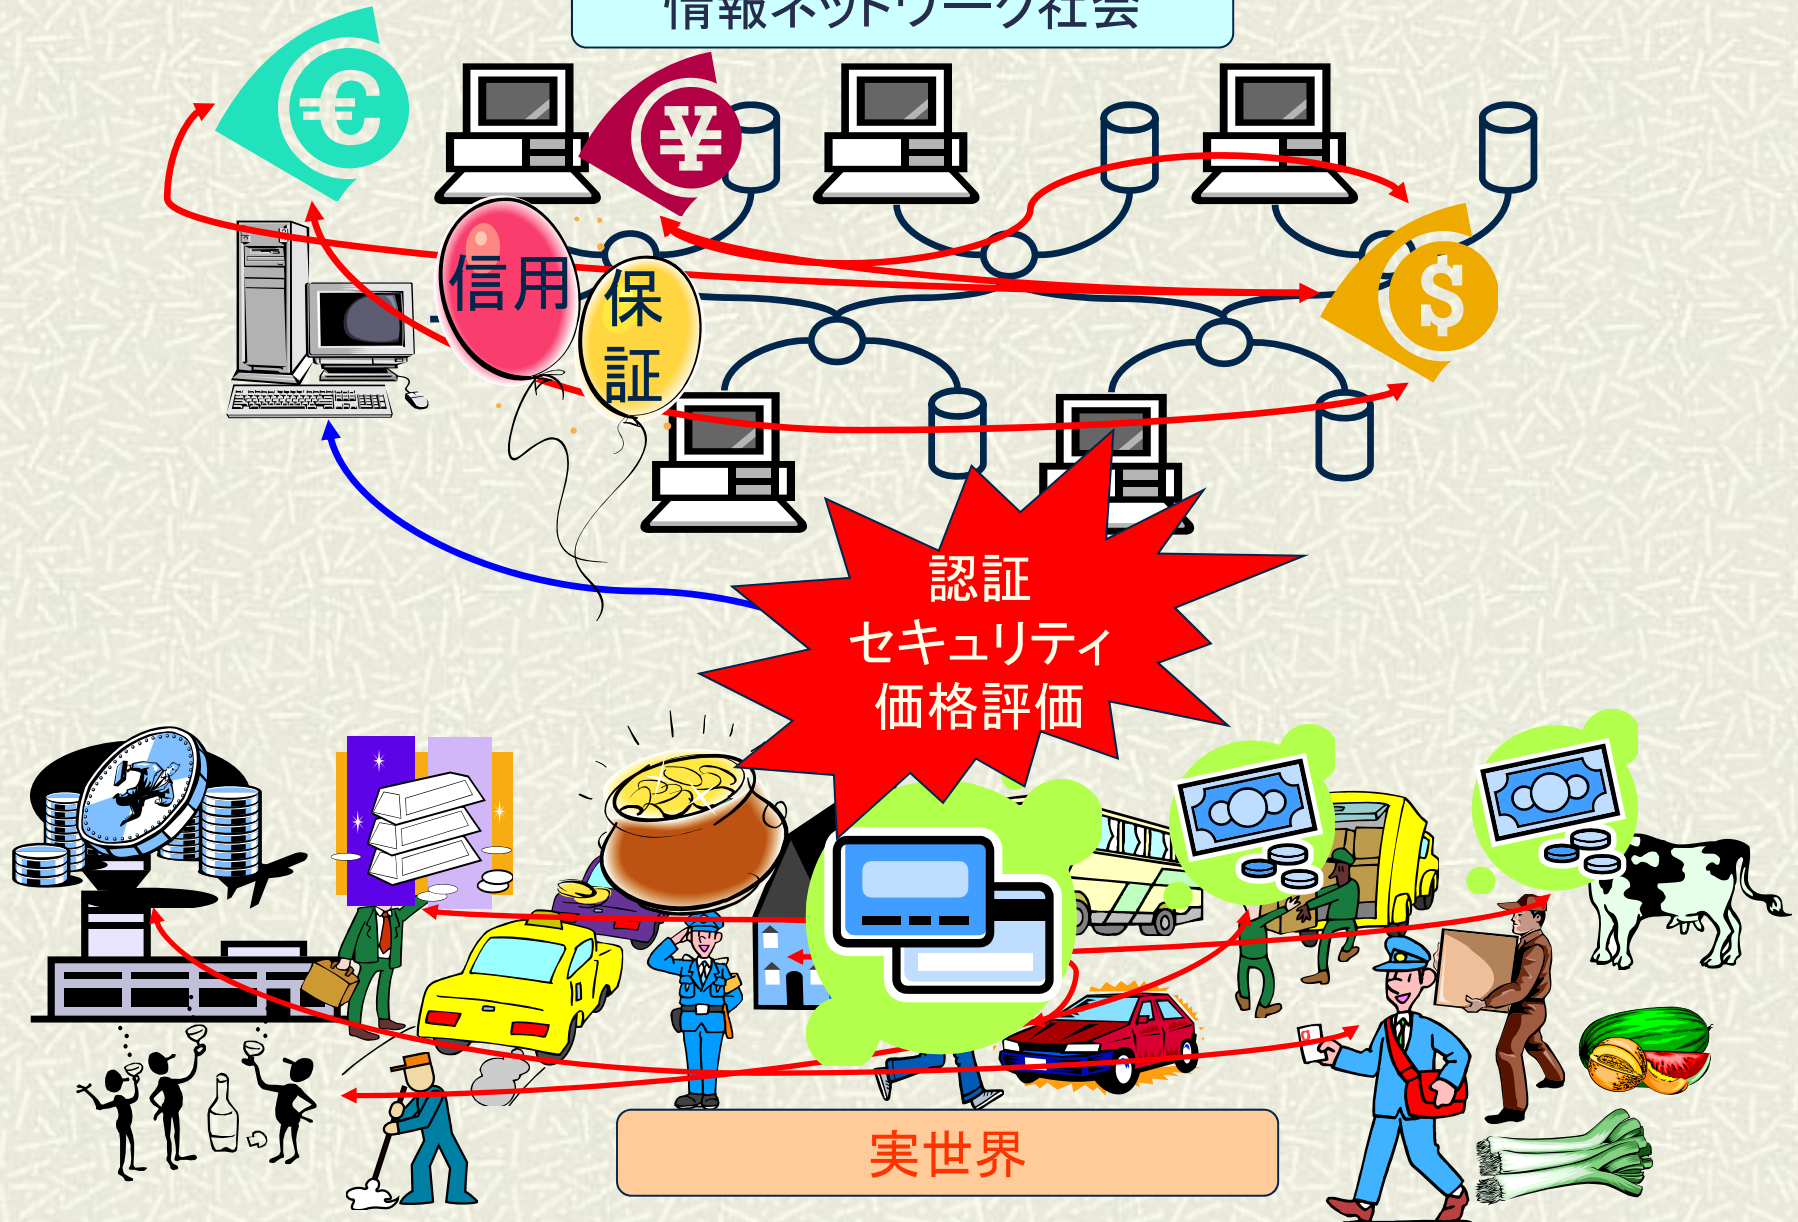 情報ネットワーク社会
€
¥
$
信用
保
証
認証
セキュリティ
価格評価
実世界